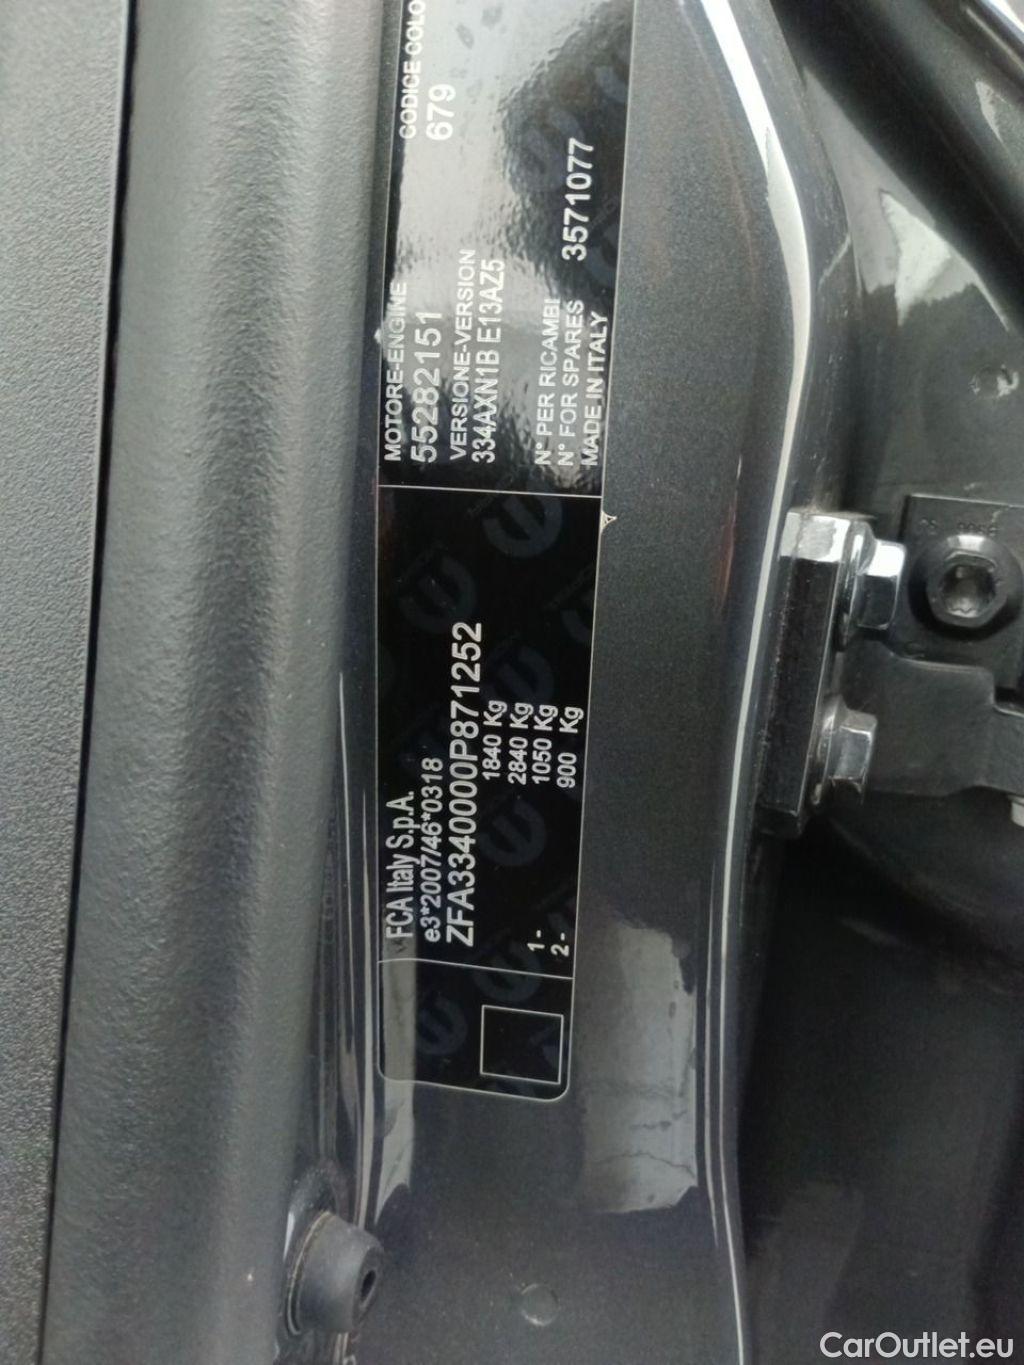 FCA Italy S.p.A.
e3*2007/46*0318
ZFA3340000P871252
1840 Kg
2840 Kg
1- 1050 Kg
2- 900 Kg
MOTORE-ENGINE
55282151
VERSIONE-VERSION
334AXN1B E13AZ5
N° PER RICAMBI
N° FOR SPARES 3571077
MADE IN ITALY
CODICE COLO
679
CarOutlet.eu